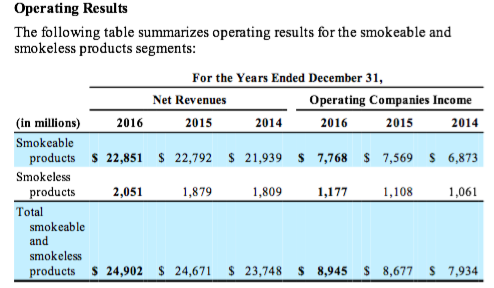 Operating Results
The following table summarizes operating results for the smokeable and
smokeless products segments:
For the Years Ended December 31,
Net Revenues Operating Companies Income
(in millions) 2016 2015 2014 2016 2015 2014
Smokeable
products $ 22,851 $ 22,792 $ 21,939 $ 7,768 $ 7,569 $ 6,873
Smokeless
products 2,051 1,879 1,809 1,177 1,108 1,061
Total
smokeable
and
smokeless
products $ 24,902 $ 24,671 $ 23,748 $ 8,945 $ 8,677 $ 7,934